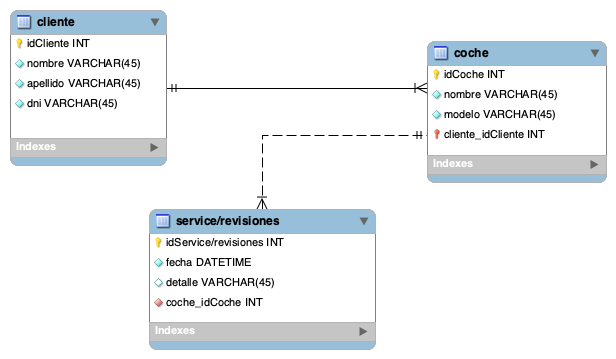 cliente
idCliente INT
nombre VARCHAR(45)
apellido VARCHAR(45)
dni VARCHAR(45)
Indexes
coche
idCoche INT
nombre VARCHAR(45)
modelo VARCHAR(45)
cliente_idCliente INT
Indexes
service/revisiones
idService/revisiones INT
fecha DATETIME
detalle VARCHAR(45)
coche_idCoche INT
Indexes